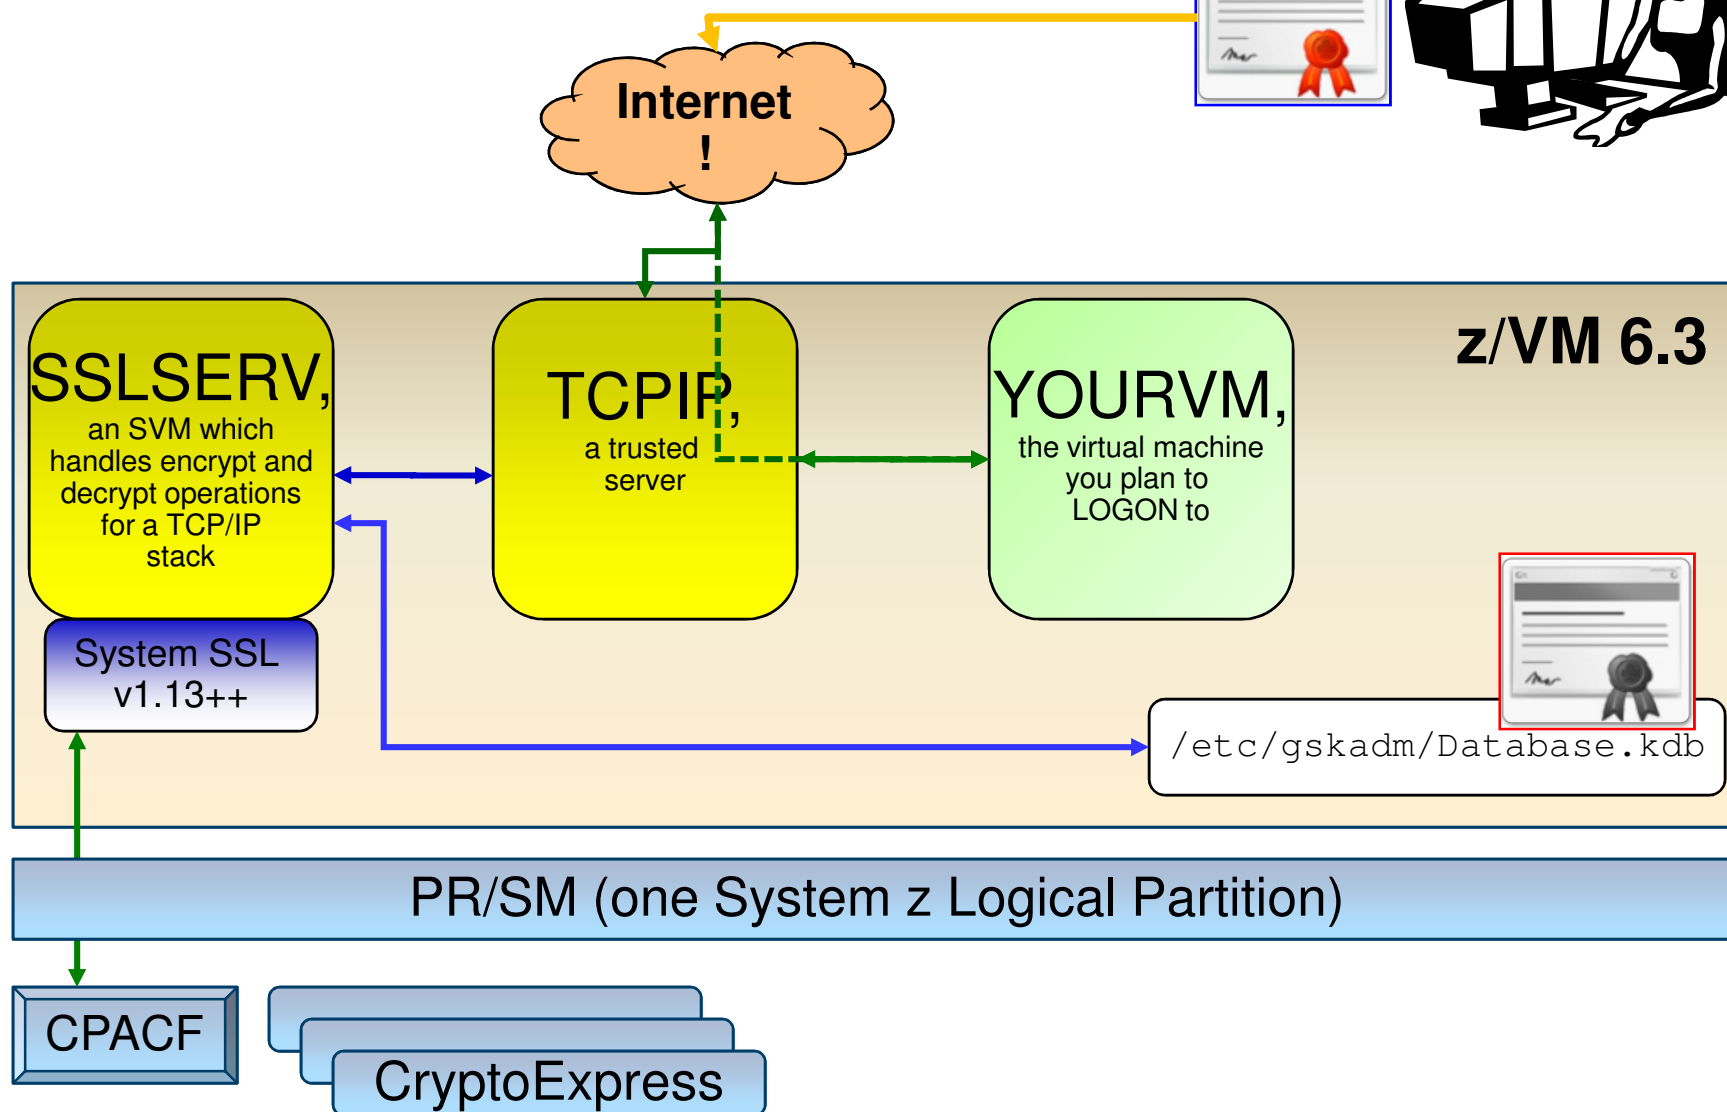 Internet
!
z/VM 6.3
SSLSERV,
an SVM which
handles encrypt and
decrypt operations
for a TCP/IP
stack
TCPIP,
a trusted
server
YOURVM,
the virtual machine
you plan to
LOGON to
System SSL
v1.13++
/etc/gskadm/Database.kdb
PR/SM (one System z Logical Partition)
CPACF
CryptoExpress